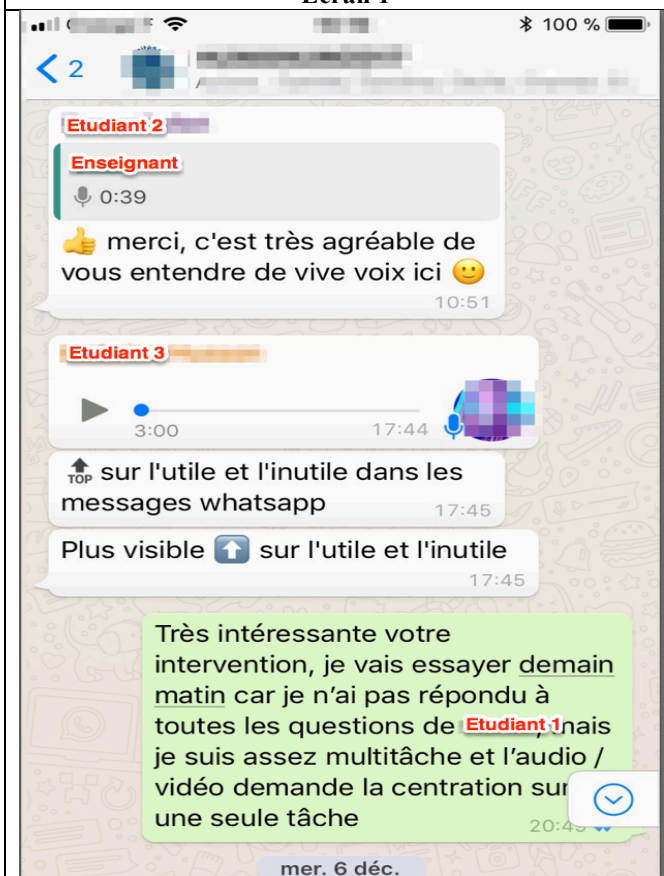 Ecran 1
100 %
2
Etudiant 2
Enseignant
0:39
👍 merci, c'est très agréable de
vous entendre de vive voix ici 🙂
10:51
Etudiant 3
3:00 17:44
TOP sur l'utile et l'inutile dans les
messages whatsapp 17:45
Plus visible ⬆️ sur l'utile et l'inutile
17:45
Très intéressante votre
intervention, je vais essayer demain
matin car je n'ai pas répondu à
toutes les questions de Etudiant 1 mais
je suis assez multitâche et l'audio /
vidéo demande la centration sur
une seule tâche
mer. 6 déc.